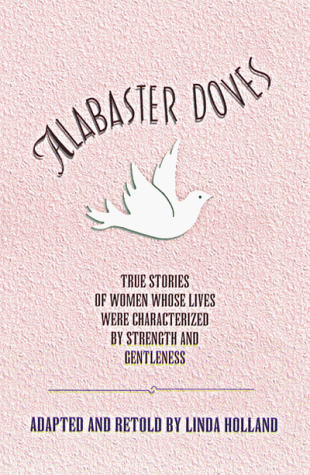 ALABASTER DOVES
TRUE STORIES
OF WOMEN WHOSE LIVES
WERE CHARACTERIZED
BY STRENGTH AND
GENTLENESS
ADAPTED AND RETOLD BY LINDA HOLLAND